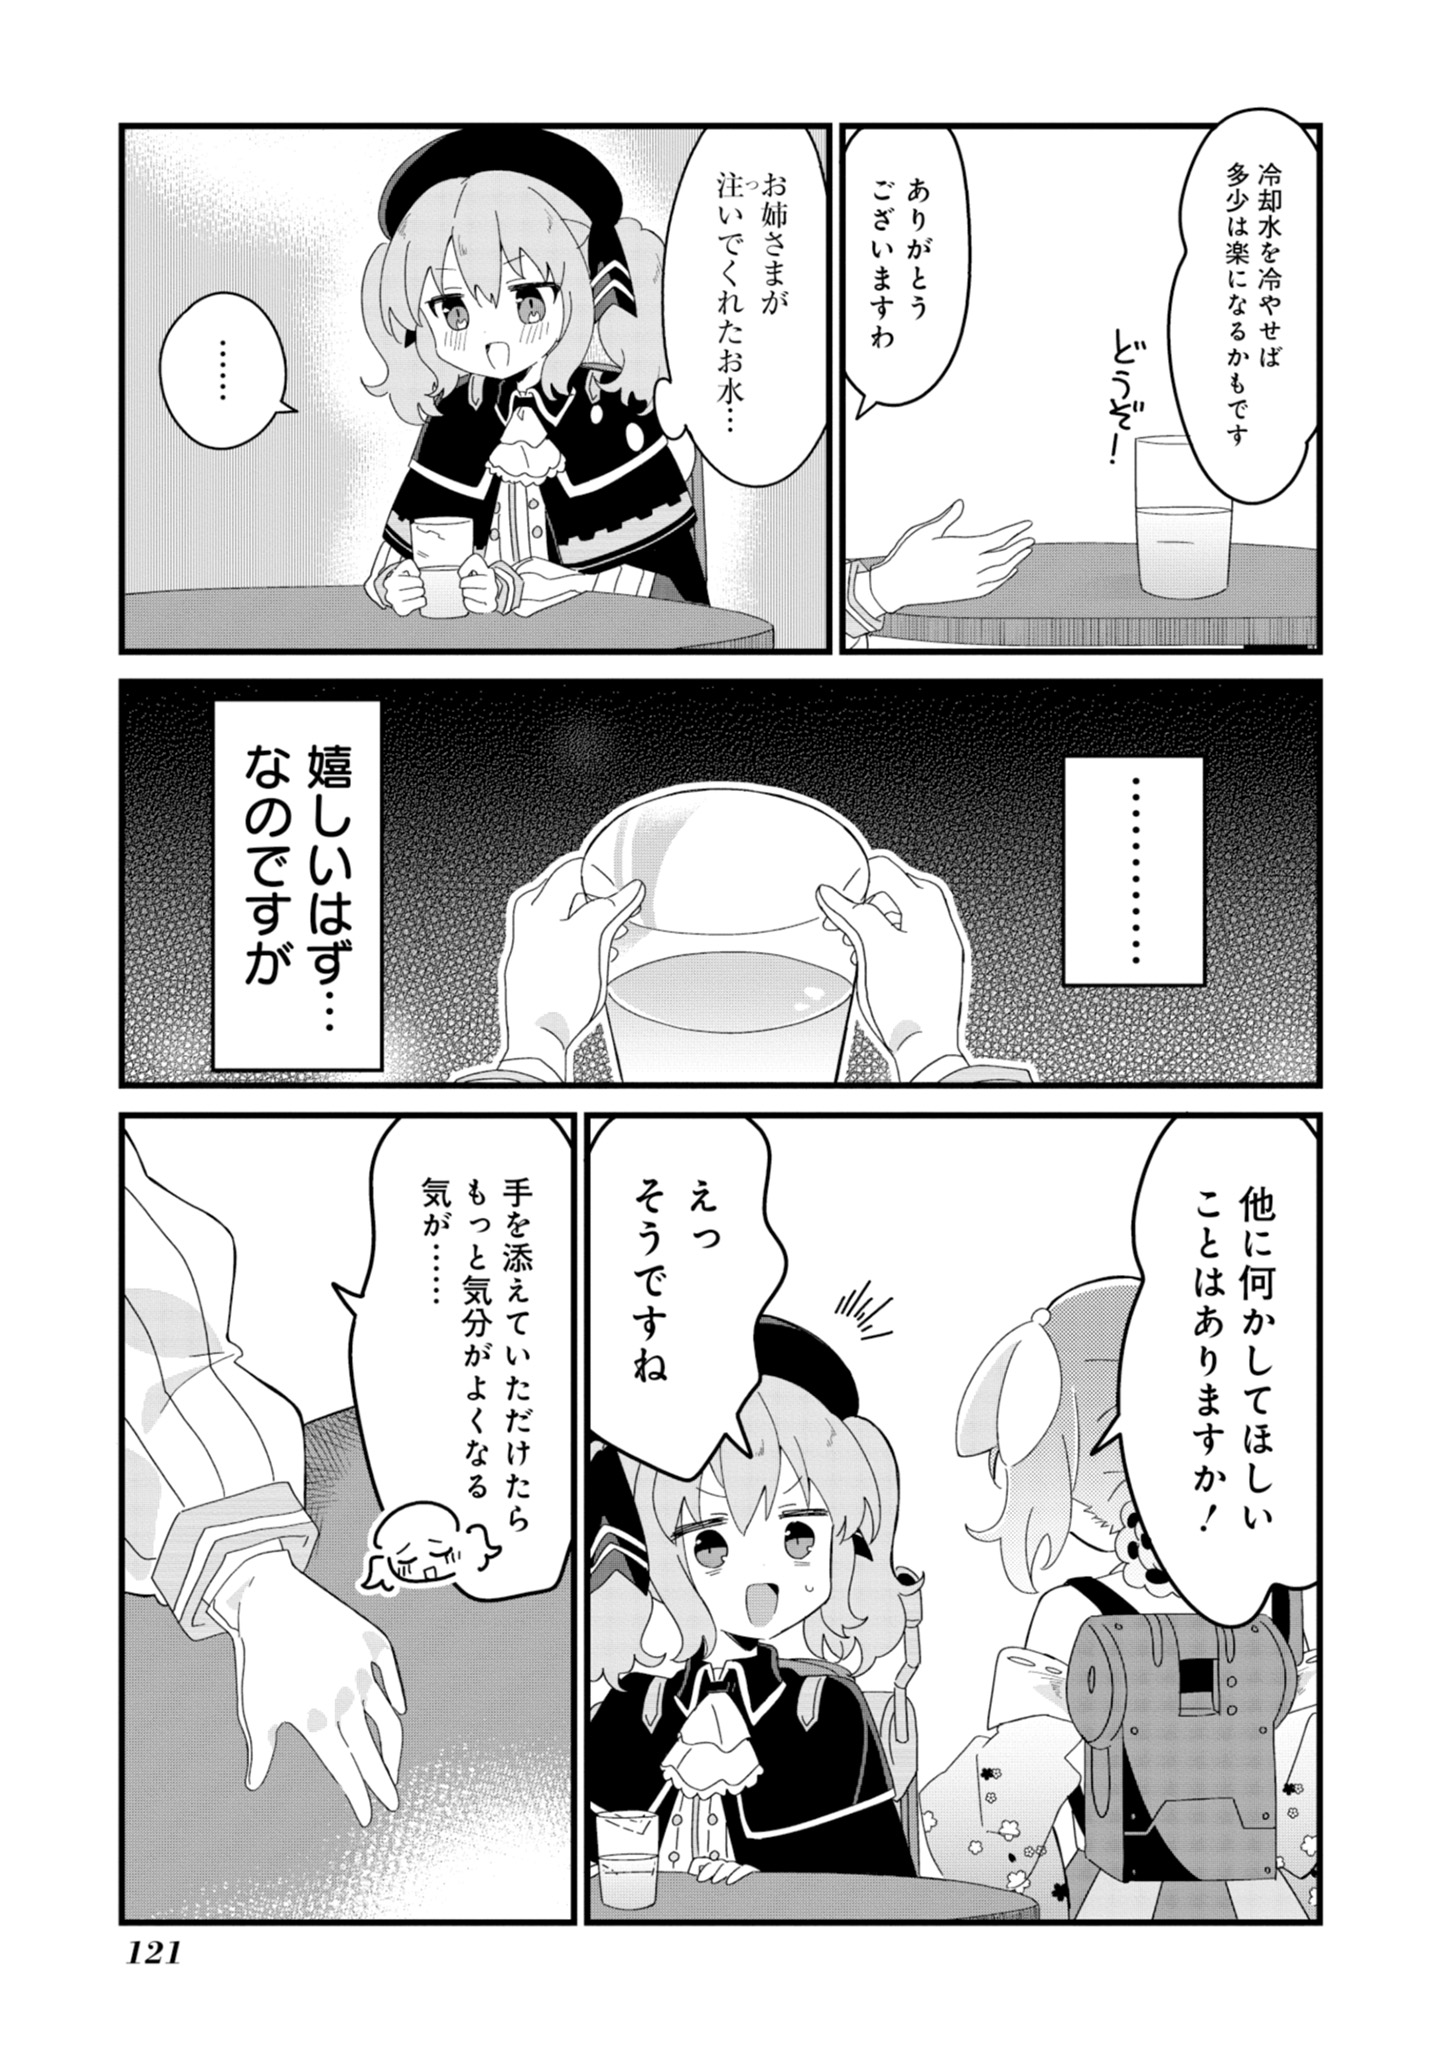 冷却水を冷やせば
多少は楽になるかもです
どうぞ！
ありがとう
ございますわ
お姉さまが
注いでくれたお水…
つ
……
…………
嬉しいはず…
なのですが
他に何かしてほしい
ことはありますか！
えっ
そうですね
手を添えていただけたら
もっと気分がよくなる
気が……
121